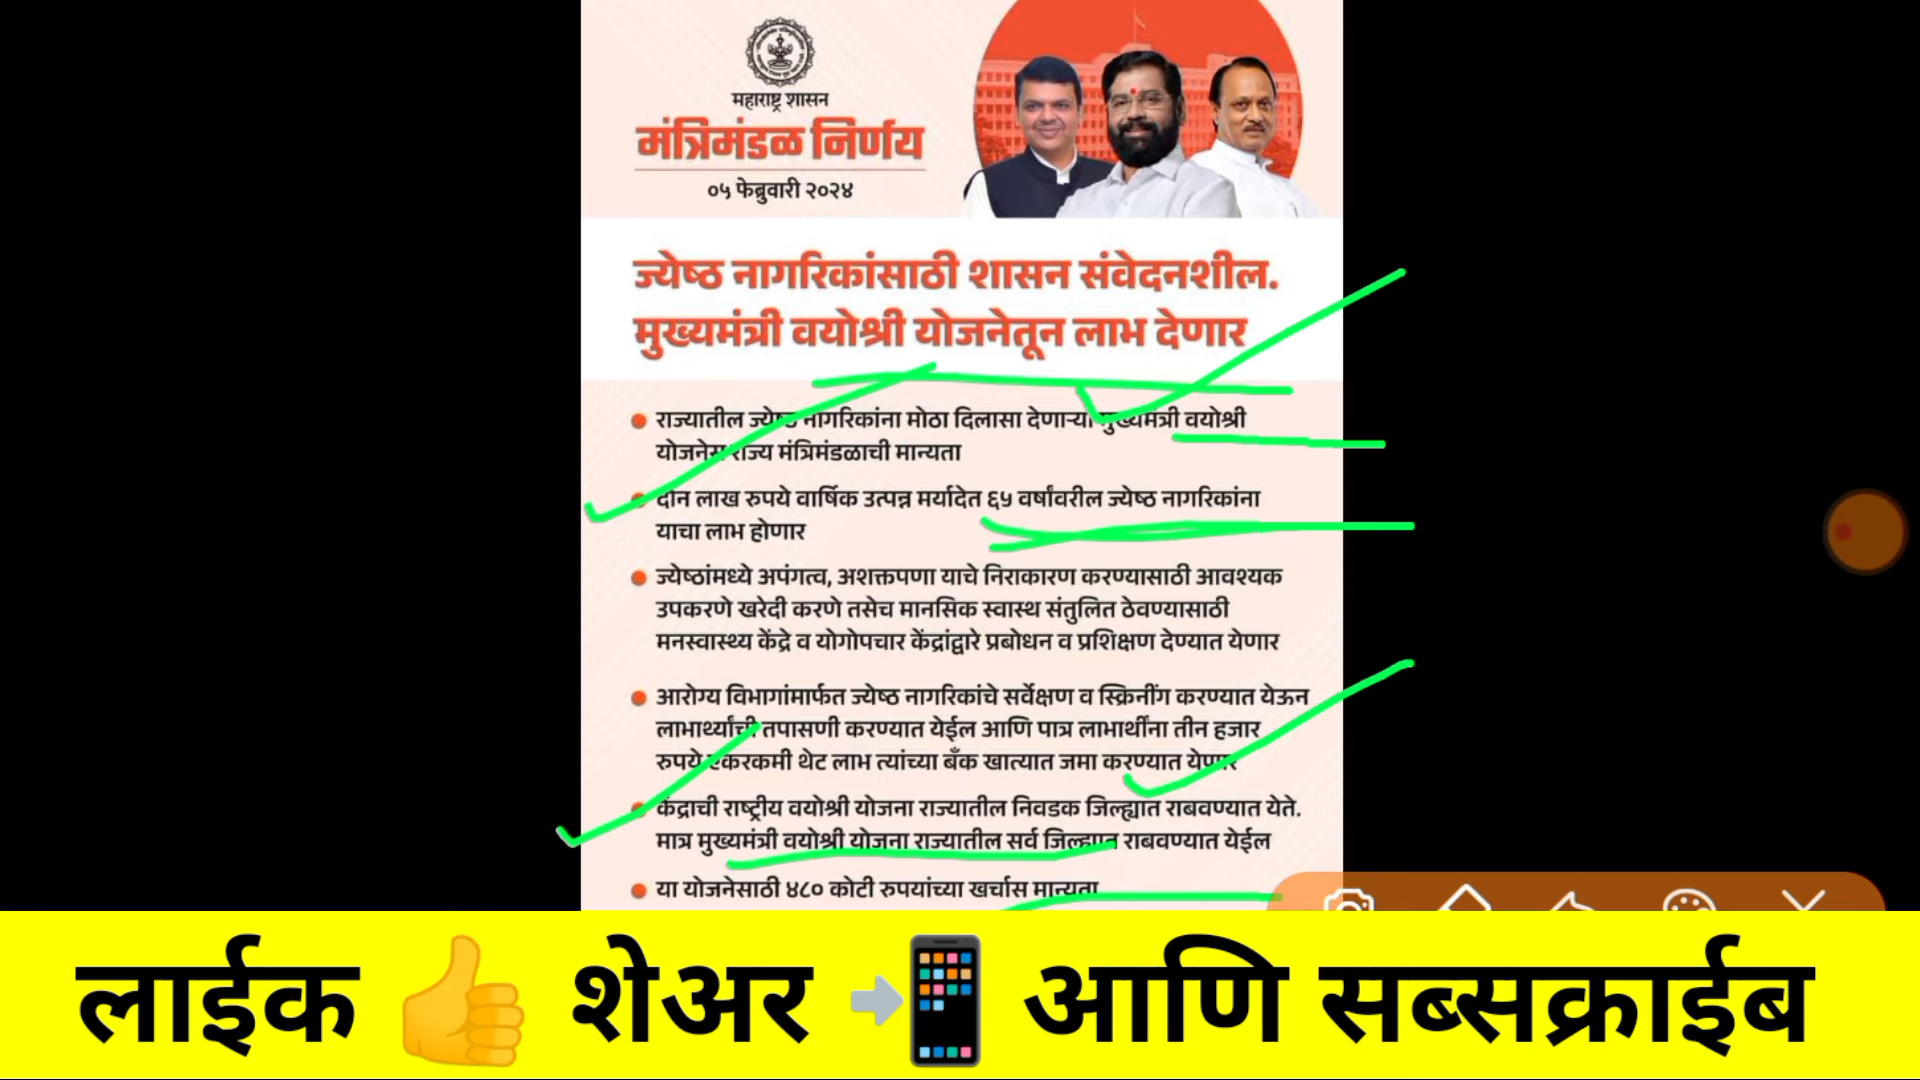 महाराष्ट्र शासन
मंत्रिमंडळ निर्णय
०५ फेब्रुवारी २०२४
ज्येष्ठ नागरिकांसाठी शासन संवेदनशील.
मुख्यमंत्री वयोश्री योजनेतून लाभ देणार
राज्यातील ज्येष्ठ नागरिकांना मोठा दिलासा देणाऱ्या मुख्यमंत्री वयोश्री
योजनेस राज्य मंत्रिमंडळाची मान्यता
दोन लाख रुपये वार्षिक उत्पन्न मर्यादेत ६५ वर्षांवरील ज्येष्ठ नागरिकांना
याचा लाभ होणार
ज्येष्ठांमध्ये अपंगत्व, अशक्तपणा याचे निराकारण करण्यासाठी आवश्यक
उपकरणे खरेदी करणे तसेच मानसिक स्वास्थ संतुलित ठेवण्यासाठी
मनस्वास्थ्य केंद्रे व योगोपचार केंद्रांद्वारे प्रबोधन व प्रशिक्षण देण्यात येणार
आरोग्य विभागांमार्फत ज्येष्ठ नागरिकांचे सर्वेक्षण व स्क्रिनींग करण्यात येऊन
लाभार्थ्यांची तपासणी करण्यात येईल आणि पात्र लाभार्थींना तीन हजार
रुपये एकरकमी थेट लाभ त्यांच्या बँक खात्यात जमा करण्यात येणार
केंद्राची राष्ट्रीय वयोश्री योजना राज्यातील निवडक जिल्ह्यात राबवण्यात येते.
मात्र मुख्यमंत्री वयोश्री योजना राज्यातील सर्व जिल्ह्यात राबवण्यात येईल
या योजनेसाठी ४८० कोटी रुपयांच्या खर्चास मान्यता
लाईक 👍 शेअर 📲 आणि सब्सक्राईब